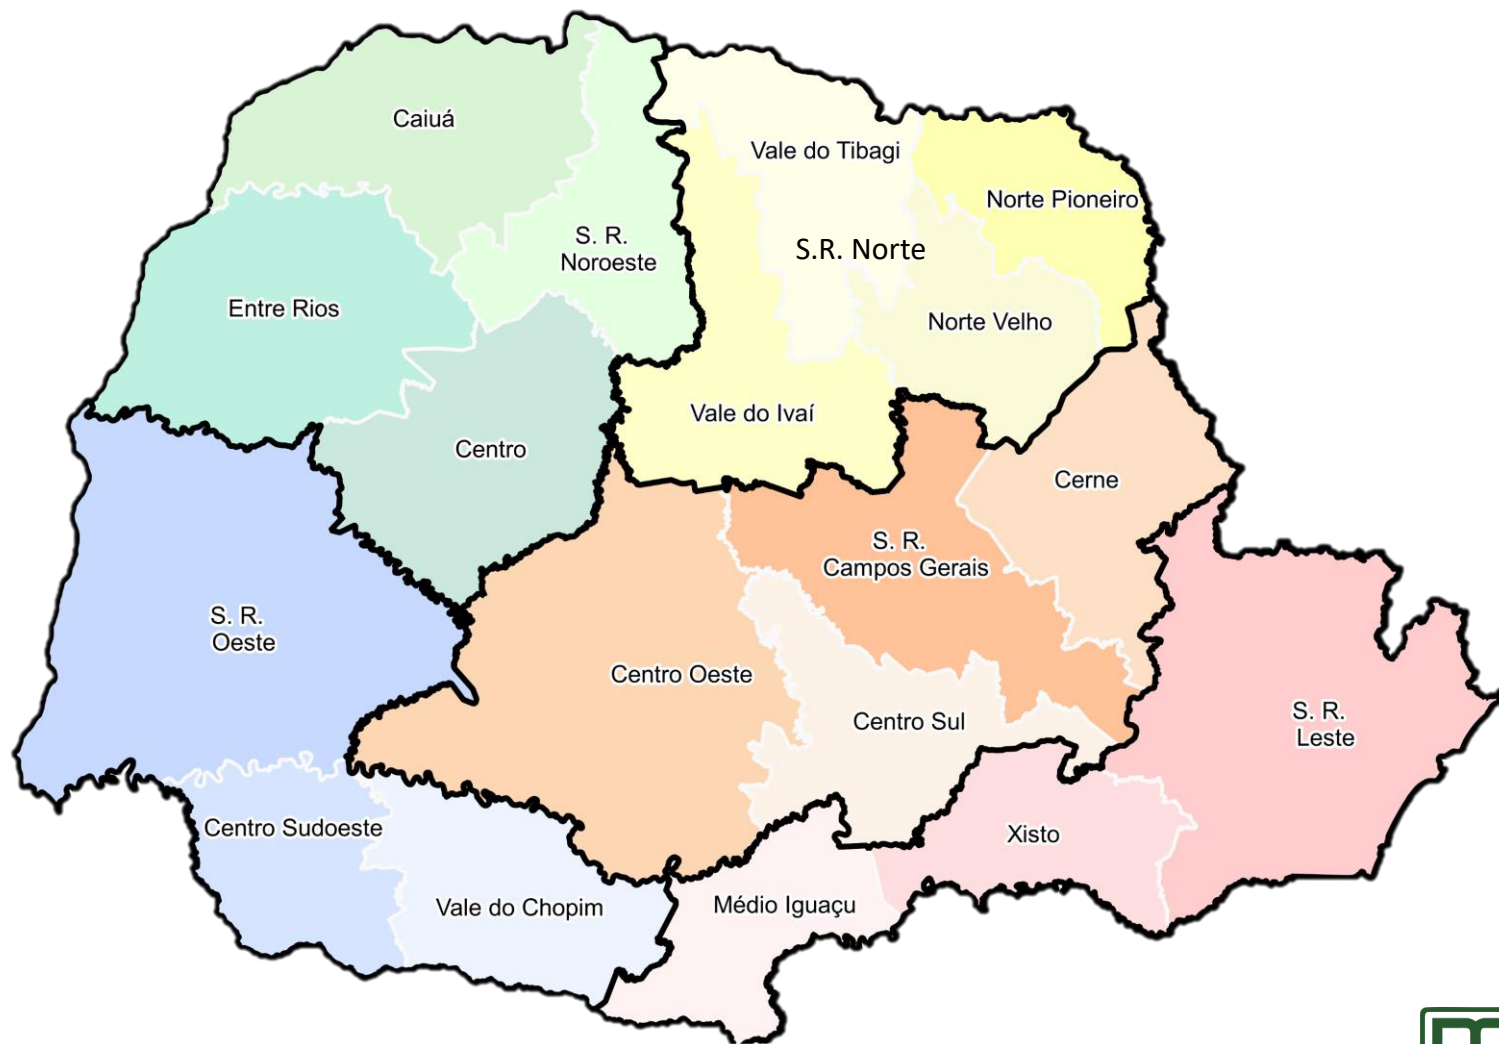 Caiuá
Vale do Tibagi
Norte Pioneiro
S. R.
Noroeste
S.R. Norte
Entre Rios
Norte Velho
Vale do Ivaí
Centro
Cerne
S. R.
Campos Gerais
S. R.
Oeste
Centro Oeste
Centro Sul
S. R.
Leste
Centro Sudoeste
Xisto
Vale do Chopim
Médio Iguaçu